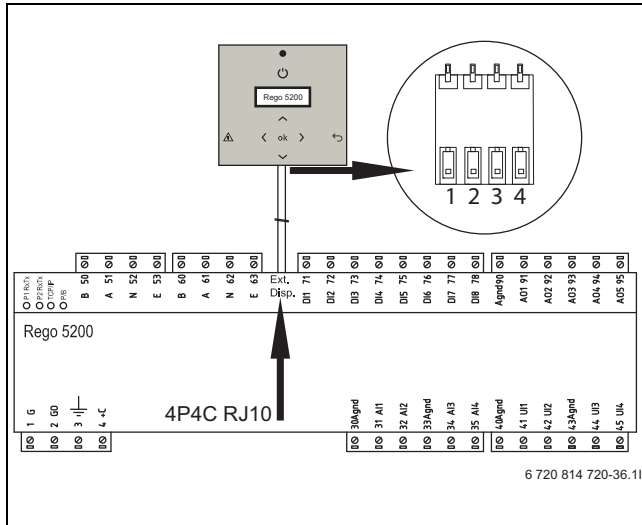 Rego 5200
ok
1 2 3 4
P1 RxTx
P2 RxTx
TCP/IP
P/B
B 50
A 51
N 52
E 53
B 60
A 61
N 62
E 63
Ext.
Disp.
DI1 71
DI2 72
DI3 73
DI4 74
DI5 75
DI6 76
DI7 77
DI8 78
Agnd90
AO1 91
AO2 92
AO3 93
AO4 94
AO5 95
Rego 5200
4P4C RJ10
1 G
2 G0
3
4 +C
30Agnd
31 AI1
32 AI2
33Agnd
34 AI3
35 AI4
40Agnd
41 UI1
42 UI2
43Agnd
44 UI3
45 UI4
6 720 814 720-36.1I